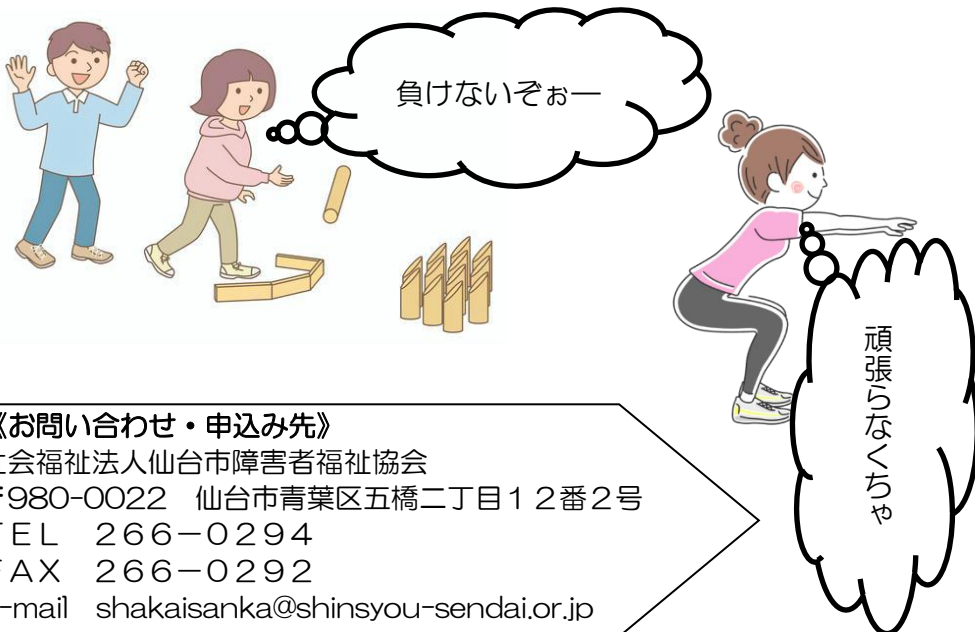 負けないぞぉー
頑張らなくちゃ
《お問い合わせ・申込み先》
社会福祉法人仙台市障害者福祉協会
〒980-0022　仙台市青葉区五橋二丁目１２番２号
ＴＥＬ　２６６－０２９４
ＦＡＸ　２６６－０２９２
e-mail　shakaisanka@shinsyou-sendai.or.jp